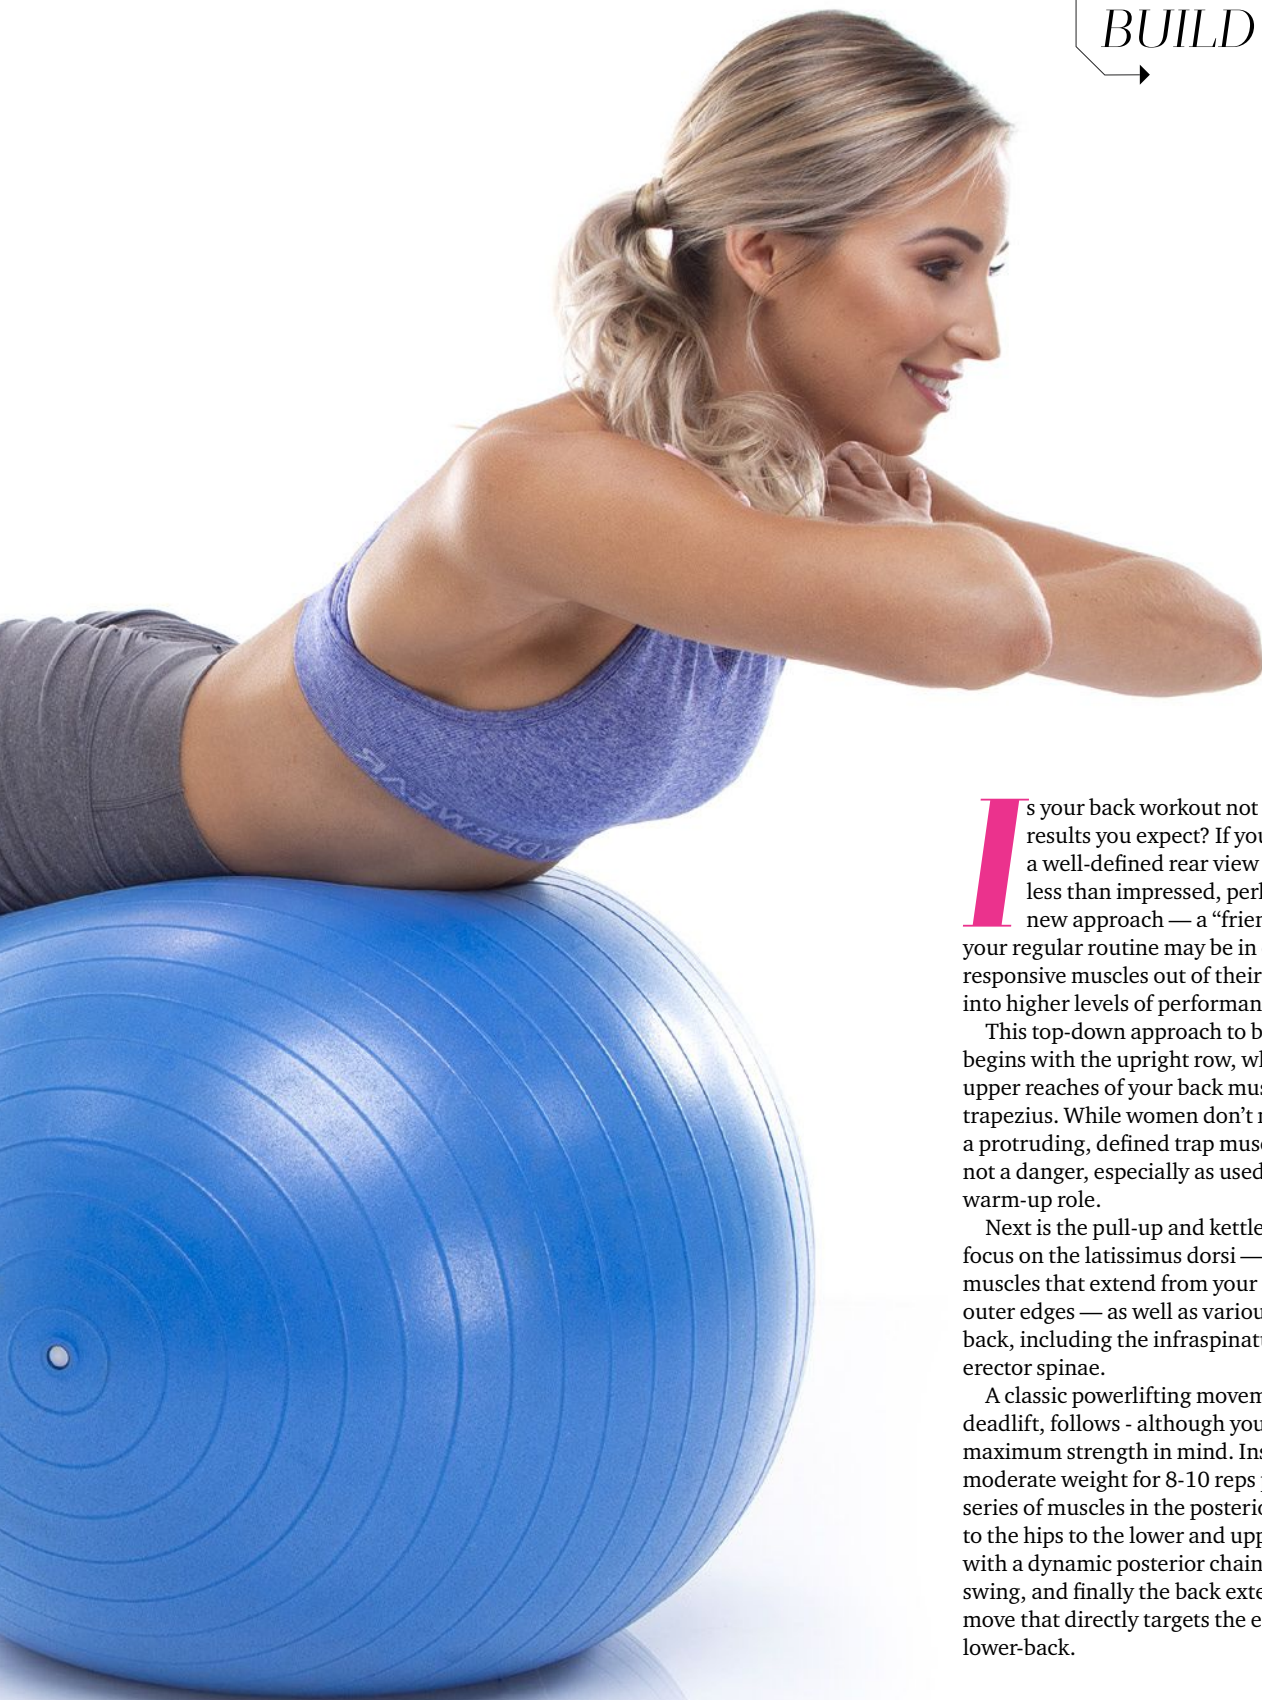 BUILD
Is your back workout not
results you expect? If you
a well-defined rear view
less than impressed, perh
new approach — a “frien
your regular routine may be in
responsive muscles out of their
into higher levels of performan
This top-down approach to b
begins with the upright row, wh
upper reaches of your back mus
trapezius. While women don’t
a protruding, defined trap musc
not a danger, especially as used
warm-up role.
Next is the pull-up and kettle
focus on the latissimus dorsi —
muscles that extend from your
outer edges — as well as variou
back, including the infraspinatu
erector spinae.
A classic powerlifting movem
deadlift, follows - although you
maximum strength in mind. Ins
moderate weight for 8-10 reps
series of muscles in the posterio
to the hips to the lower and upp
with a dynamic posterior chain
swing, and finally the back exte
move that directly targets the e
lower-back.